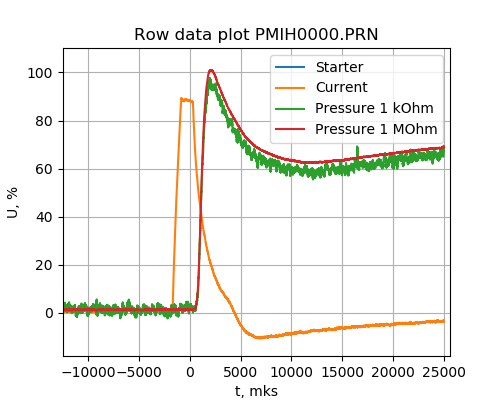 Row data plot PMIH0000.PRN
Starter
Current
Pressure 1 kOhm
Pressure 1 MOhm
U, %
100
80
60
40
20
0
−10000 −5000 0 5000 10000 15000 20000 25000
t, mks